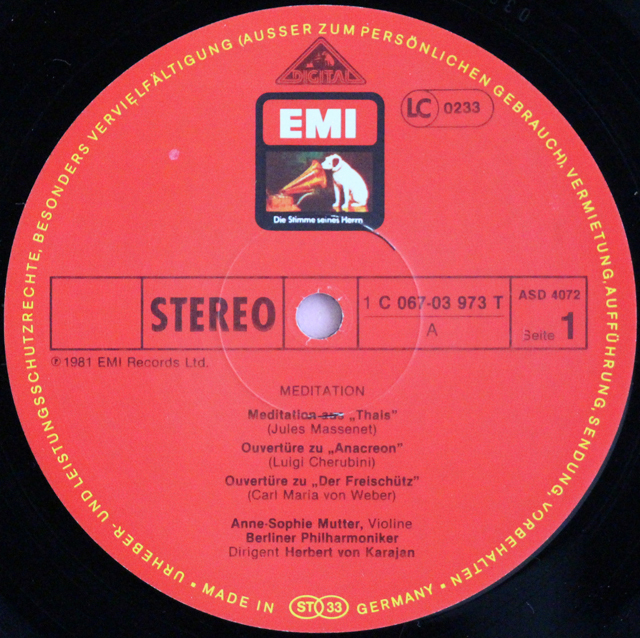 URHEBER- UND LEISTUNGSSCHUTZRECHTE, BESONDERS VERVIELFÄLTIGUNG (AUSSER ZUM PERSÖNLICHEN GEBRAUCH), VERMIETUNG, AUFFÜHRUNG, SENDUNG, VORBEHALTEN
DIGITAL
EMI
LC 0233
Die Stimme seines Herrn
STEREO
1 C 067-03 973 T
A
ASD 4072
Seite 1
℗ 1981 EMI Records Ltd.
MEDITATION
Meditation aus „Thais”
(Jules Massenet)
Ouvertüre zu „Anacreon”
(Luigi Cherubini)
Ouvertüre zu „Der Freischütz”
(Carl Maria von Weber)
Anne-Sophie Mutter, Violine
Berliner Philharmoniker
Dirigent Herbert von Karajan
• MADE IN ST 33 GERMANY •